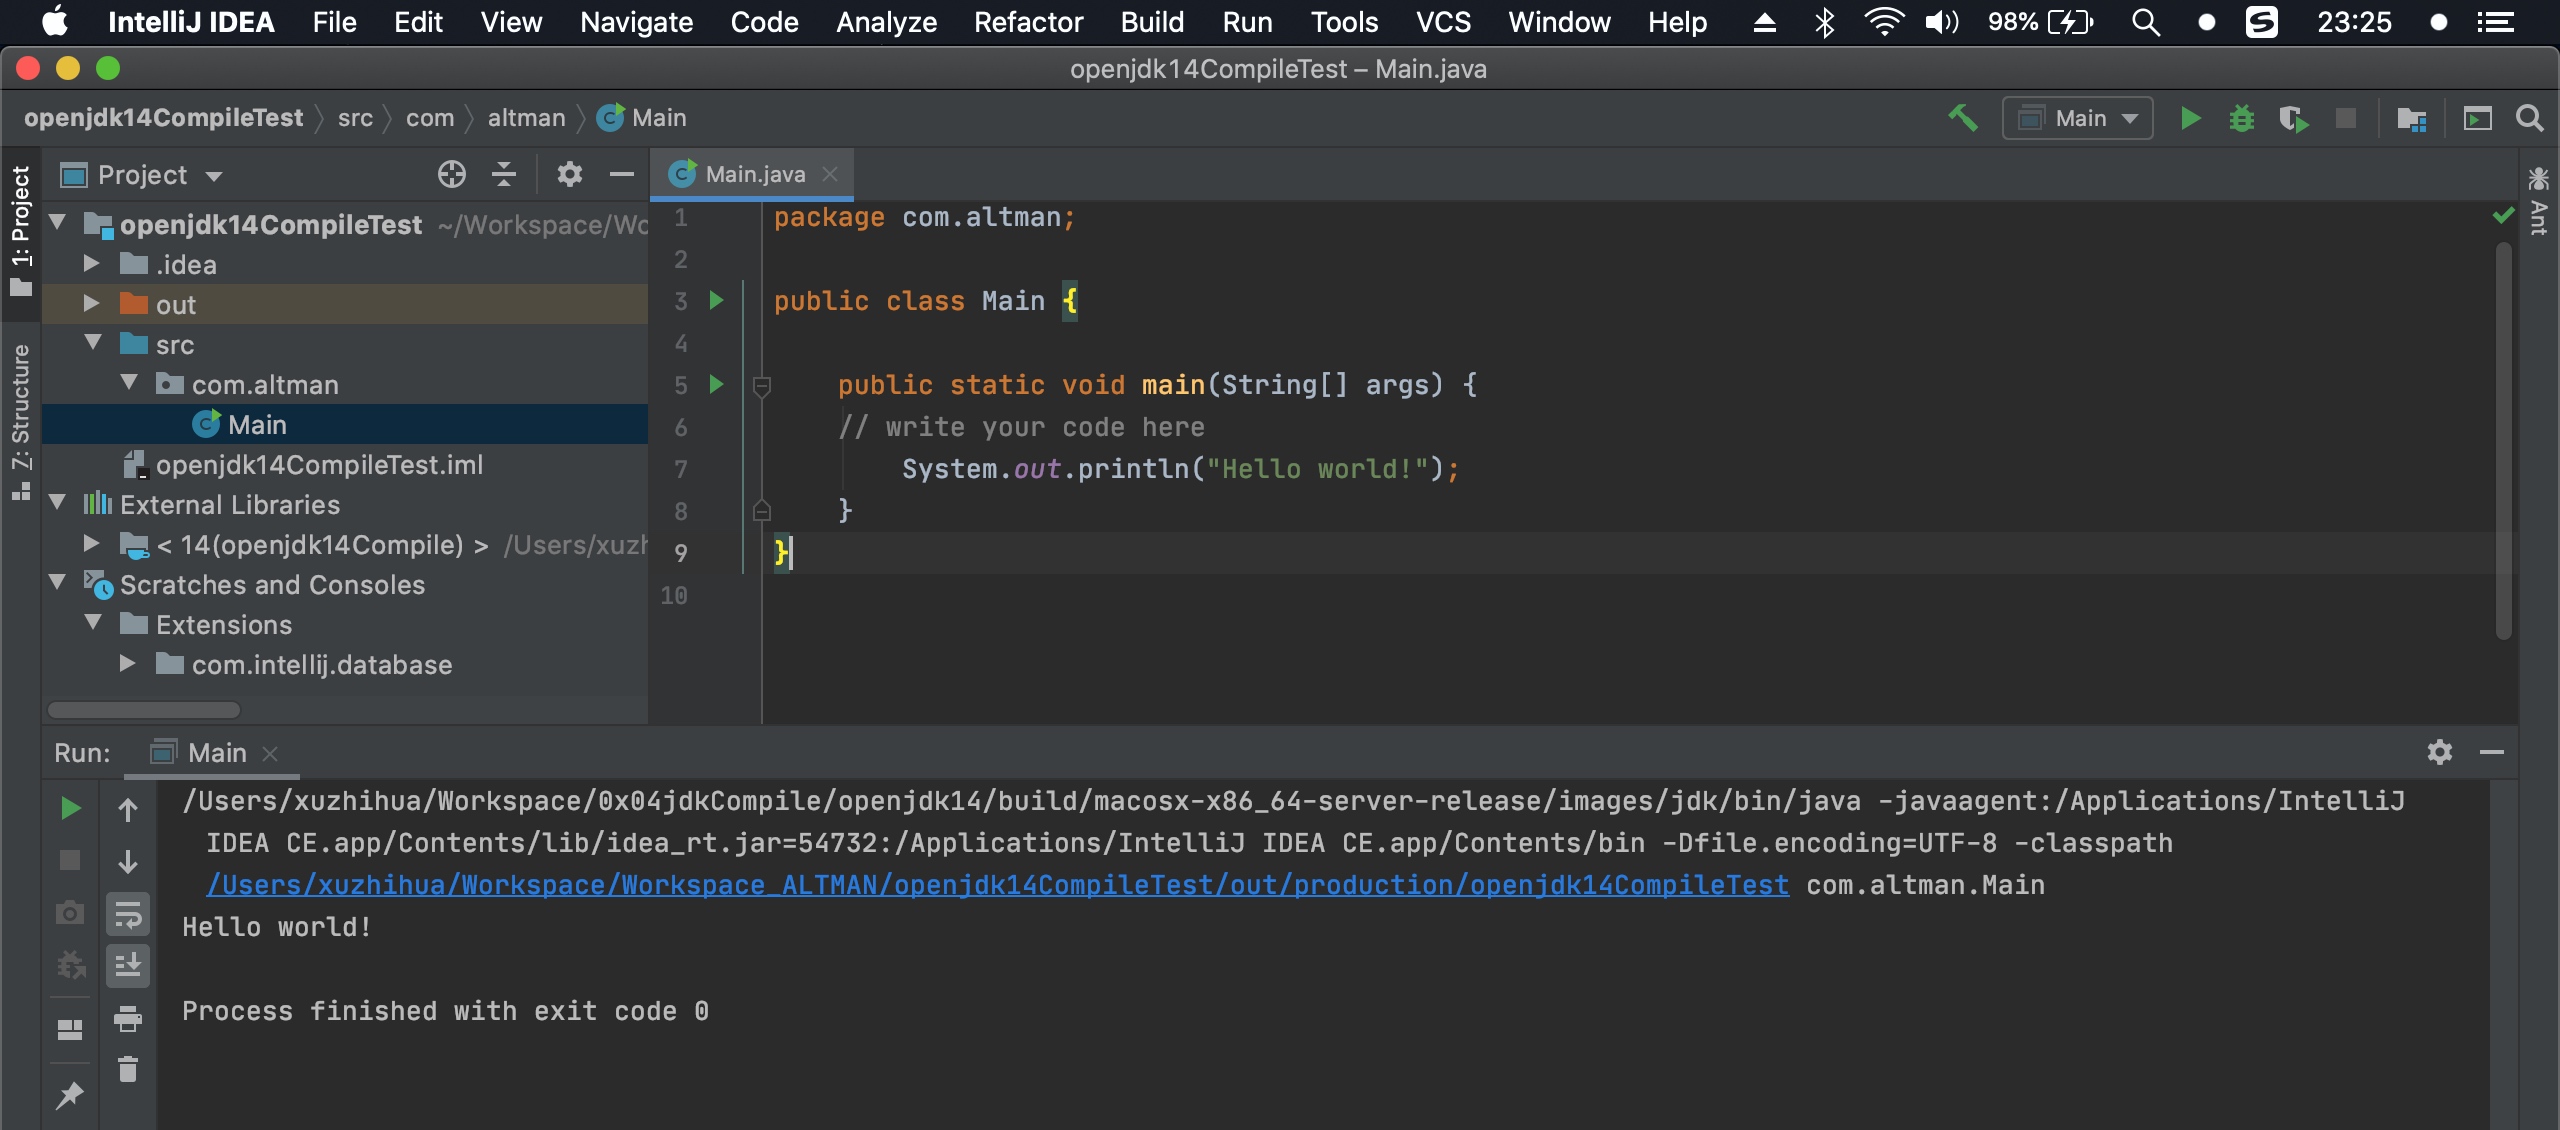 IntelliJ IDEA File Edit View Navigate Code Analyze Refactor Build Run Tools VCS Window Help 98% 23:25
openjdk14CompileTest – Main.java
openjdk14CompileTest src com altman Main
Main
1: Project
Z: Structure
Project
openjdk14CompileTest ~/Workspace/Wo
.idea
out
src
com.altman
Main
openjdk14CompileTest.iml
External Libraries
< 14(openjdk14Compile) > /Users/xuzh
Scratches and Consoles
Extensions
com.intellij.database
Main.java
1 package com.altman;
2
3 public class Main {
4
5 public static void main(String[] args) {
6 // write your code here
7 System.out.println("Hello world!");
8 }
9 }
10
Ant
Run: Main
/Users/xuzhihua/Workspace/0x04jdkCompile/openjdk14/build/macosx-x86_64-server-release/images/jdk/bin/java -javaagent:/Applications/IntelliJ
IDEA CE.app/Contents/lib/idea_rt.jar=54732:/Applications/IntelliJ IDEA CE.app/Contents/bin -Dfile.encoding=UTF-8 -classpath
/Users/xuzhihua/Workspace/Workspace_ALTMAN/openjdk14CompileTest/out/production/openjdk14CompileTest com.altman.Main
Hello world!
Process finished with exit code 0